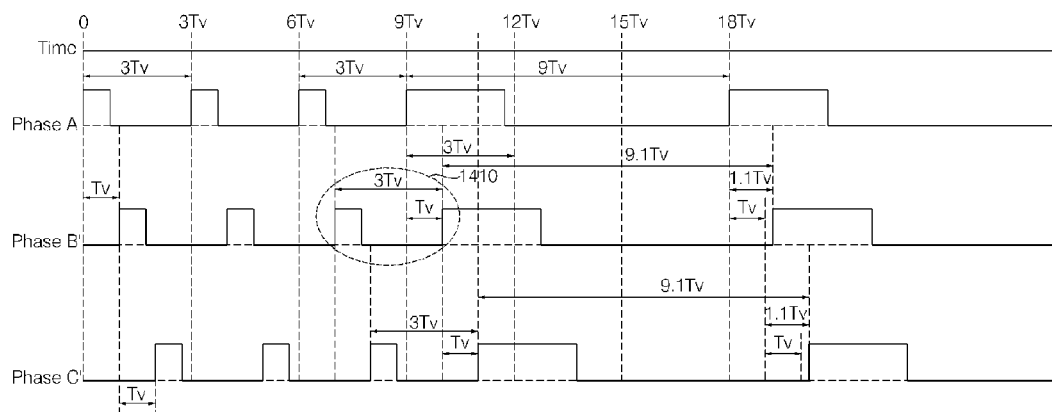 0 3Tv 6Tv 9Tv 12Tv 15Tv 18Tv
Time
3Tv 3Tv 9Tv
Phase A
3Tv
9.1Tv
1410
Tv 3Tv 1.1Tv
Tv Tv
Phase B'
9.1Tv
3Tv 1.1Tv
Tv Tv
Phase C'
Tv